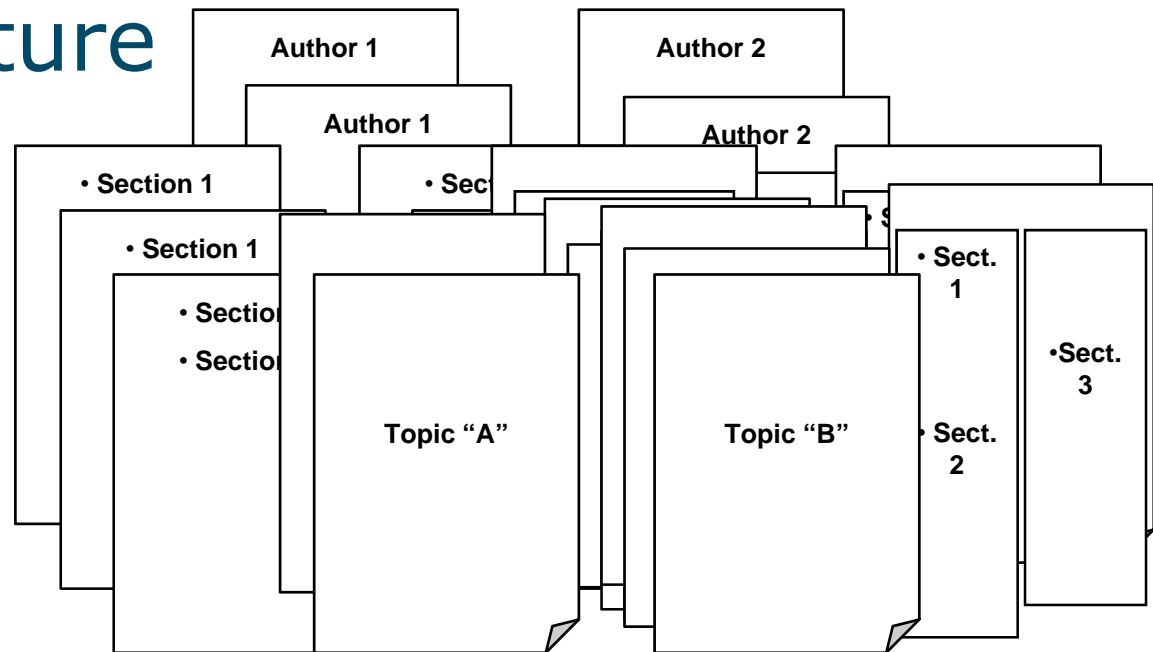 ture
Author 1
Author 2
Author 1
Author 2
• Section 1
• Sec
• Section 1
• Sect.
1
• Section
• Section
•Sect.
3
Topic “A”
Topic “B”
• Sect.
2